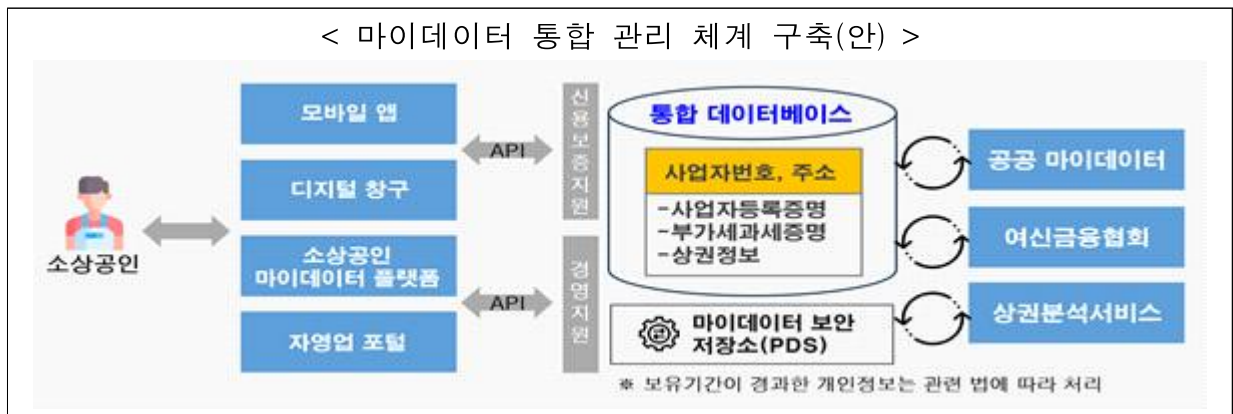 < 마이데이터 통합 관리 체계 구축(안) >
모바일 앱
디지털 창구
소상공인
마이데이터 플랫폼
자영업 포털
소상공인
API
API
신용보증지원
경영지원
통합 데이터베이스
사업자번호, 주소
-사업자등록증명
-부가세과세증명
-상권정보
마이데이터 보안
저장소(PDS)
공공 마이데이터
여신금융협회
상권분석서비스
※ 보유기간이 경과한 개인정보는 관련 법에 따라 처리